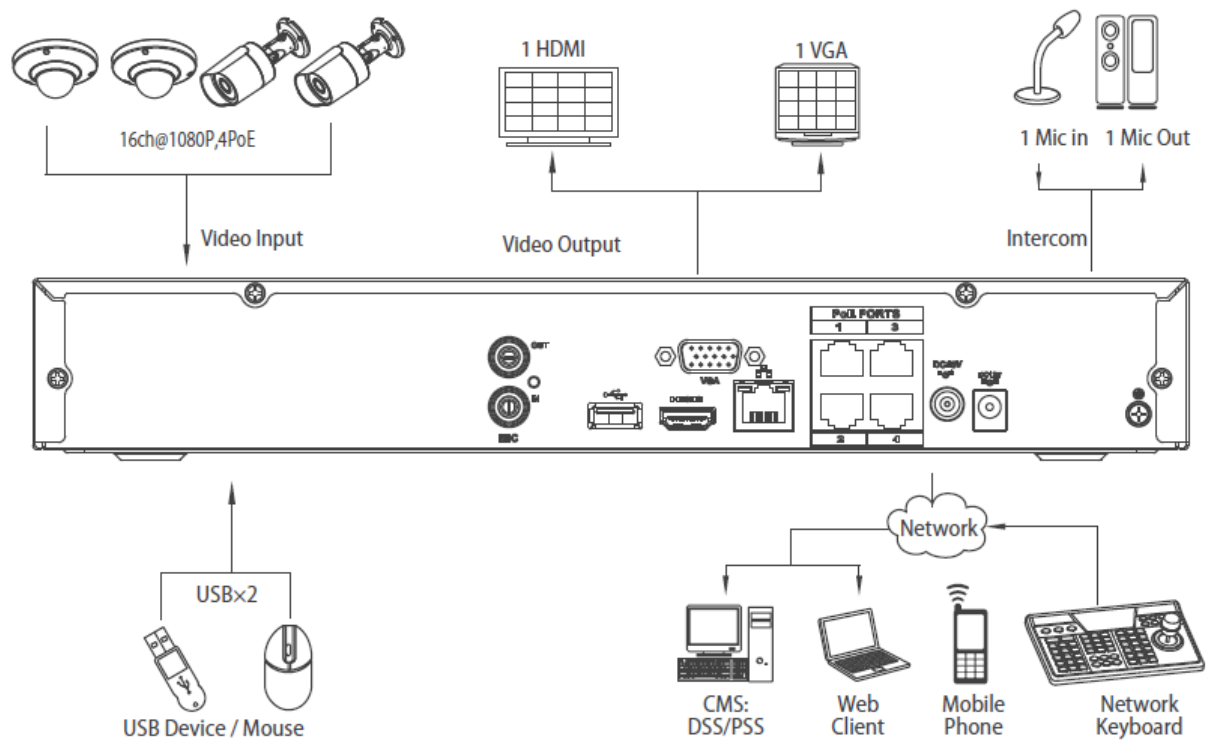 1 HDMI
1 VGA
16ch@1080P,4PoE
1 Mic in
1 Mic Out
Video Input
Video Output
Intercom
PoE PORTS
1 3
OUT
VGA
IN
2 4
USB×2
Network
USB Device / Mouse
CMS:
DSS/PSS
Web
Client
Mobile
Phone
Network
Keyboard